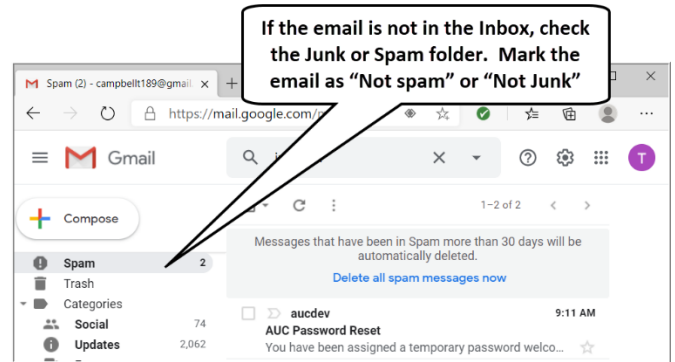 If the email is not in the Inbox, check
the Junk or Spam folder.  Mark the
email as “Not spam” or “Not Junk”
Spam (2) - campbellt189@gmail
https://mail.google.com/
Gmail
Compose
1–2 of 2
Messages that have been in Spam more than 30 days will be
automatically deleted.
Delete all spam messages now
Spam 2
Trash
Categories
Social 74
Updates 2,062
aucdev 9:11 AM
AUC Password Reset
You have been assigned a temporary password welco...
T